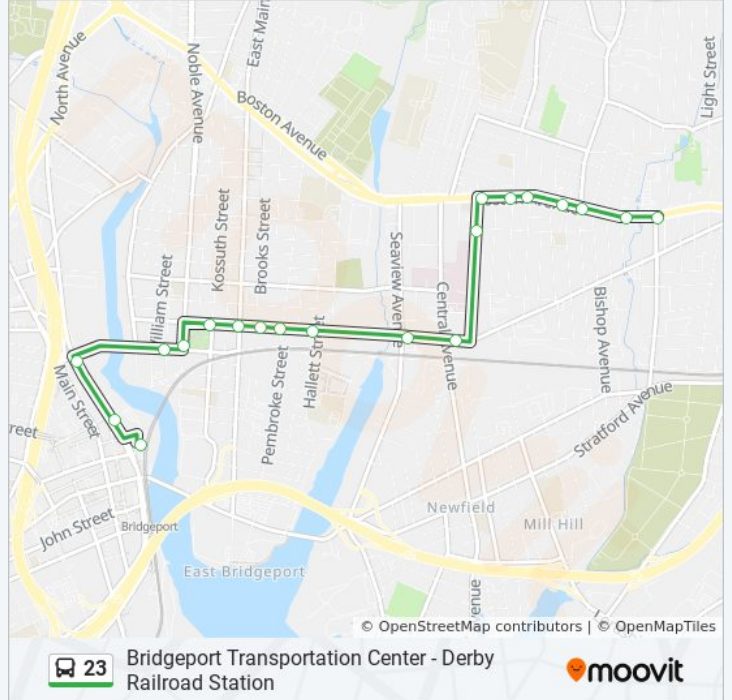 North Avenue
Noble Avenue
East Main
Light Street
Boston Avenue
Kossuth Street
Brooks Street
Seaview Avenue
William Street
Central Avenue
Bishop Avenue
Hallett Street
Pembroke Street
Main Street
Stratford Avenue
reet
John Street
Bridgeport
Newfield
Mill Hill
East Bridgeport
enue
© OpenStreetMap contributors | © OpenMapTiles
23
Bridgeport Transportation Center - Derby
Railroad Station
moovit